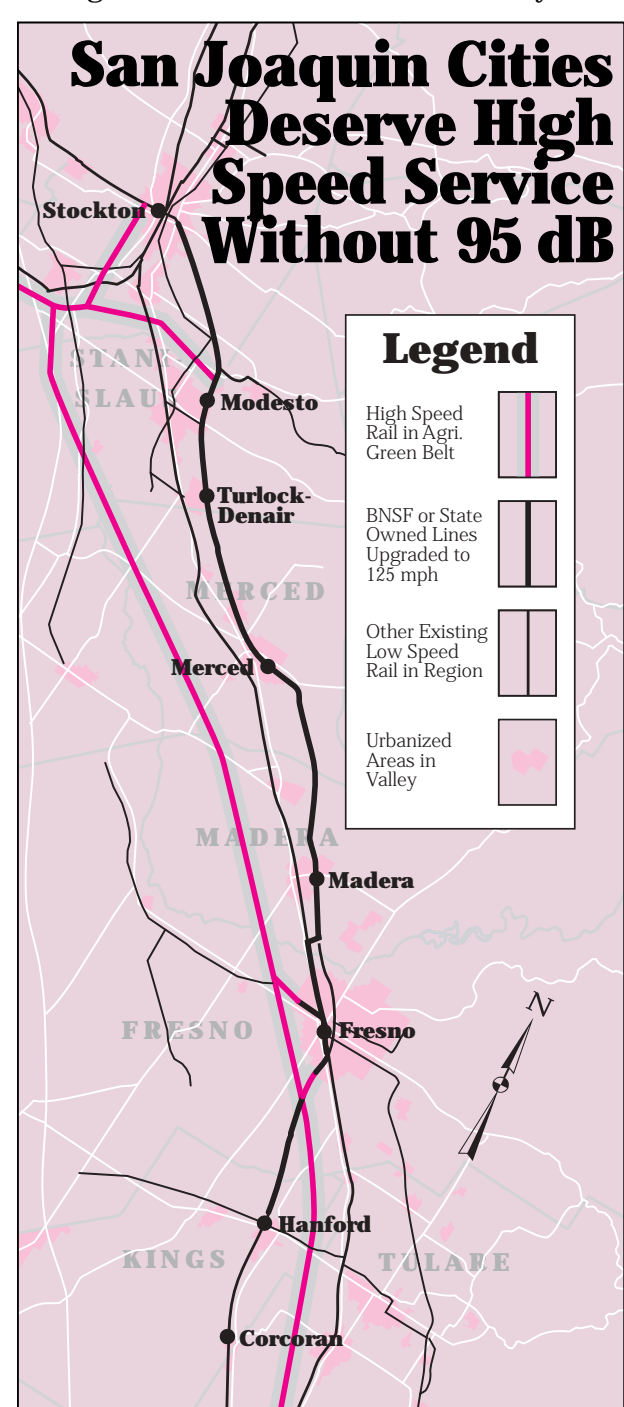 San Joaquin Cities
Deserve High
Speed Service
Without 95 dB
Stockton
Legend
High Speed
Rail in Agri.
Green Belt
BNSF or State
Owned Lines
Upgraded to
125 mph
Other Existing
Low Speed
Rail in Region
Urbanized
Areas in
Valley
STANI-
SLAUS
Modesto
Turlock-
Denair
MERCED
Merced
MADERA
Madera
FRESNO
Fresno
N
Hanford
KINGS
TULARE
Corcoran